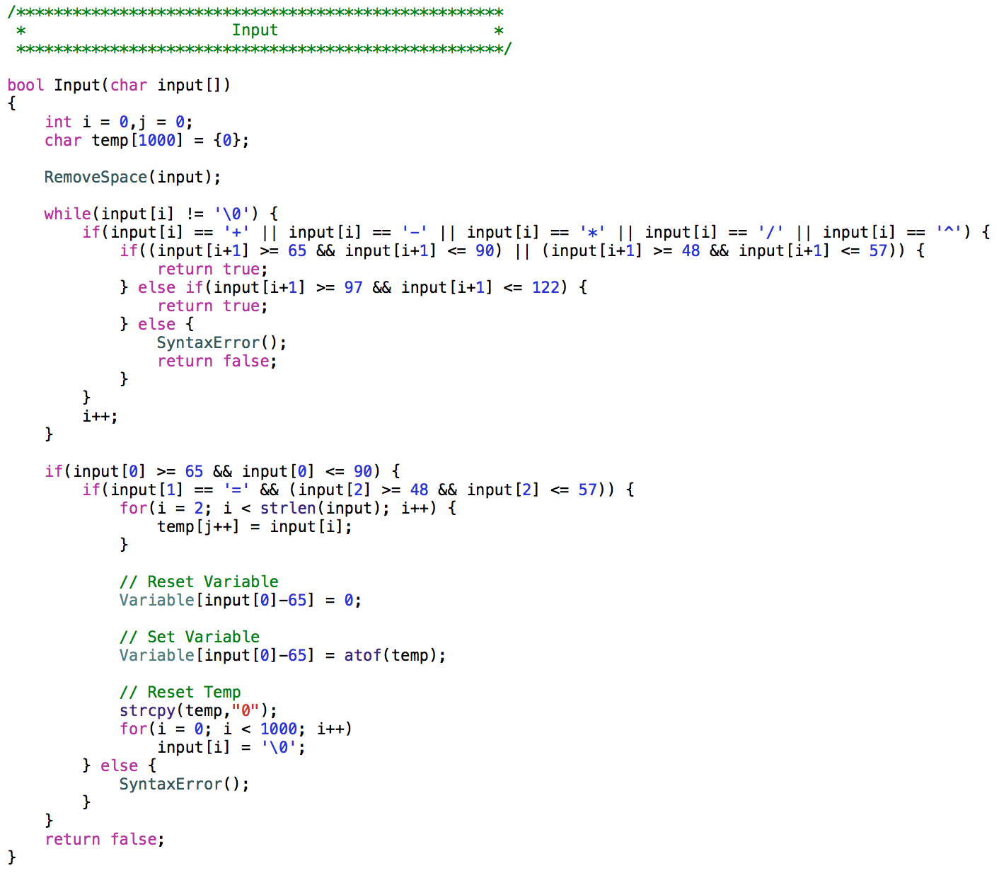 /****************************************************
 *                      Input                       *
 ****************************************************/

bool Input(char input[])
{
    int i = 0,j = 0;
    char temp[1000] = {0};

    RemoveSpace(input);

    while(input[i] != '\0') {
        if(input[i] == '+' || input[i] == '-' || input[i] == '*' || input[i] == '/' || input[i] == '^') {
            if((input[i+1] >= 65 && input[i+1] <= 90) || (input[i+1] >= 48 && input[i+1] <= 57)) {
                return true;
            } else if(input[i+1] >= 97 && input[i+1] <= 122) {
                return true;
            } else {
                SyntaxError();
                return false;
            }
        }
        i++;
    }

    if(input[0] >= 65 && input[0] <= 90) {
        if(input[1] == '=' && (input[2] >= 48 && input[2] <= 57)) {
            for(i = 2; i < strlen(input); i++) {
                temp[j++] = input[i];
            }

            // Reset Variable
            Variable[input[0]-65] = 0;

            // Set Variable
            Variable[input[0]-65] = atof(temp);

            // Reset Temp
            strcpy(temp,"0");
            for(i = 0; i < 1000; i++)
                input[i] = '\0';
        } else {
            SyntaxError();
        }
    }
    return false;
}